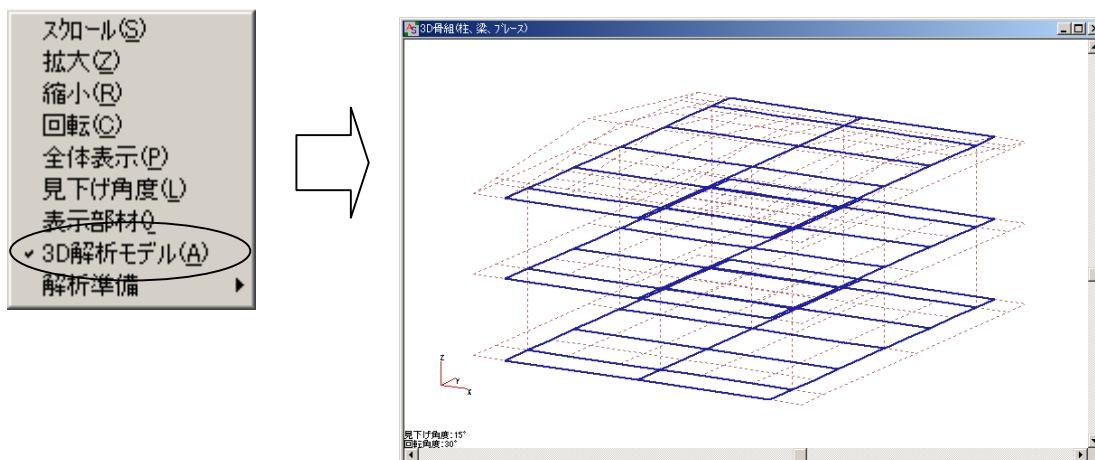 スクロール(S)
拡大(Z)
縮小(R)
回転(C)
全体表示(P)
見下げ角度(L)
表示部材()
✓ 3D解析モデル(A)
解析準備
3D骨組(柱、梁、ブレース)
Z
Y
X
見下げ角度:15°
回転角度:30°